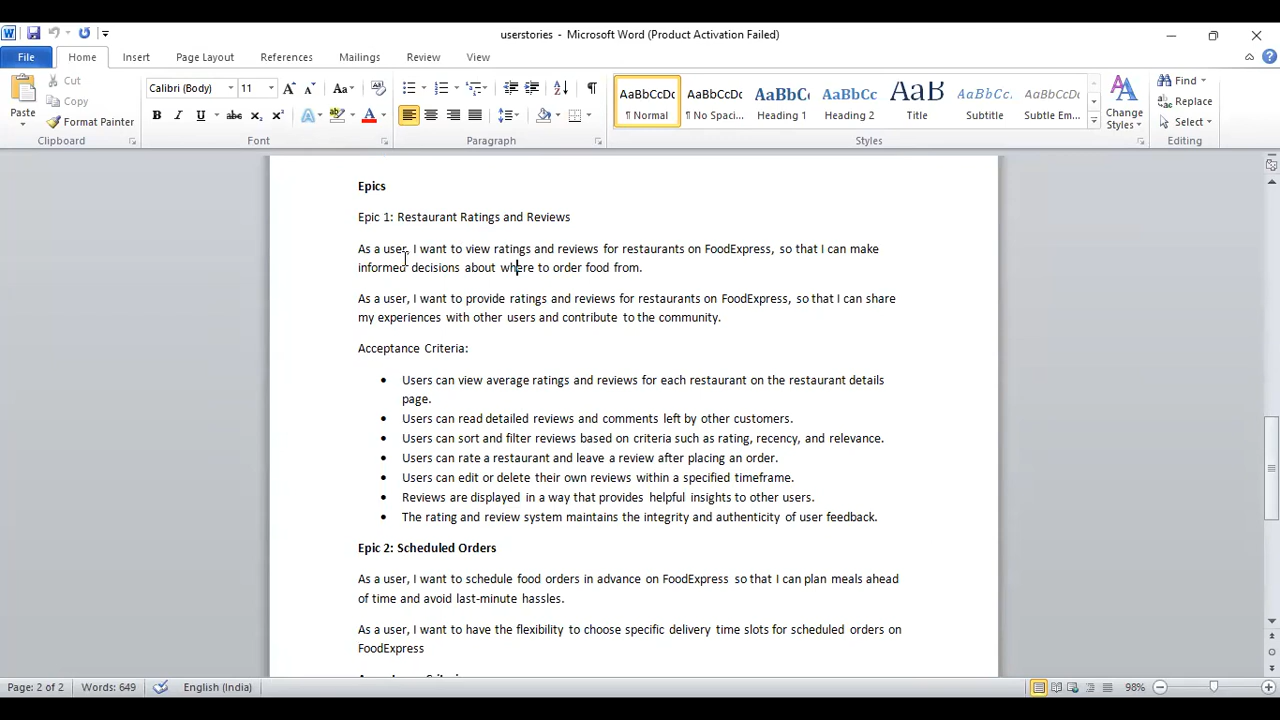 userstories - Microsoft Word (Product Activation Failed)
File Home Insert Page Layout References Mailings Review View
Paste Cut Copy Format Painter
Calibri (Body) 11
AaBbCcDc ¶ Normal
AaBbCcDc ¶ No Spaci...
AaBbCc Heading 1
AaBbCc Heading 2
AaB Title
AaBbCc. Subtitle
AaBbCcDc Subtle Em...
Change Styles
Find Replace Select
Clipboard Font Paragraph Styles Editing
Epics
Epic 1: Restaurant Ratings and Reviews
As a user, I want to view ratings and reviews for restaurants on FoodExpress, so that I can make
informed decisions about where to order food from.
As a user, I want to provide ratings and reviews for restaurants on FoodExpress, so that I can share
my experiences with other users and contribute to the community.
Acceptance Criteria:
• Users can view average ratings and reviews for each restaurant on the restaurant details
page.
• Users can read detailed reviews and comments left by other customers.
• Users can sort and filter reviews based on criteria such as rating, recency, and relevance.
• Users can rate a restaurant and leave a review after placing an order.
• Users can edit or delete their own reviews within a specified timeframe.
• Reviews are displayed in a way that provides helpful insights to other users.
• The rating and review system maintains the integrity and authenticity of user feedback.
Epic 2: Scheduled Orders
As a user, I want to schedule food orders in advance on FoodExpress so that I can plan meals ahead
of time and avoid last-minute hassles.
As a user, I want to have the flexibility to choose specific delivery time slots for scheduled orders on
FoodExpress
Page: 2 of 2 Words: 649 English (India) 98%